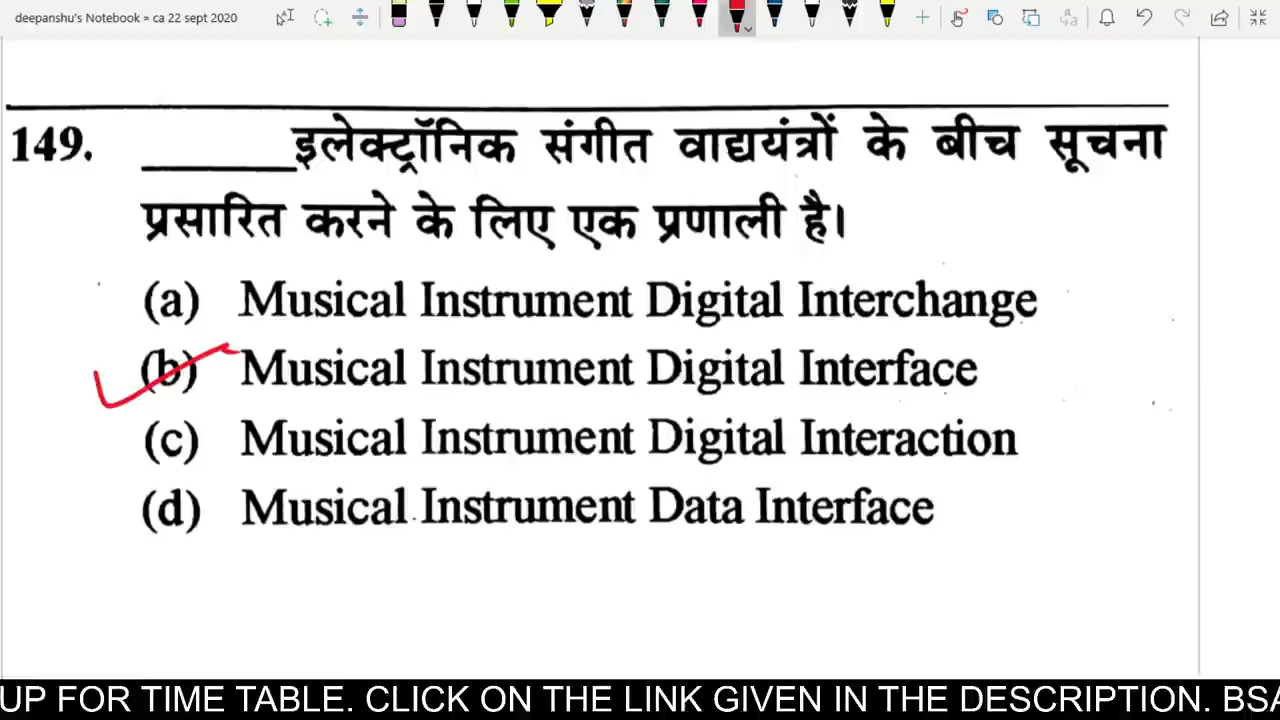 deepanshu's Notebook » ca 22 sept 2020
149. ______इलेक्ट्रॉनिक संगीत वाद्ययंत्रों के बीच सूचना
प्रसारित करने के लिए एक प्रणाली है।
(a) Musical Instrument Digital Interchange
(b) Musical Instrument Digital Interface
(c) Musical Instrument Digital Interaction
(d) Musical Instrument Data Interface
UP FOR TIME TABLE. CLICK ON THE LINK GIVEN IN THE DESCRIPTION. BSA